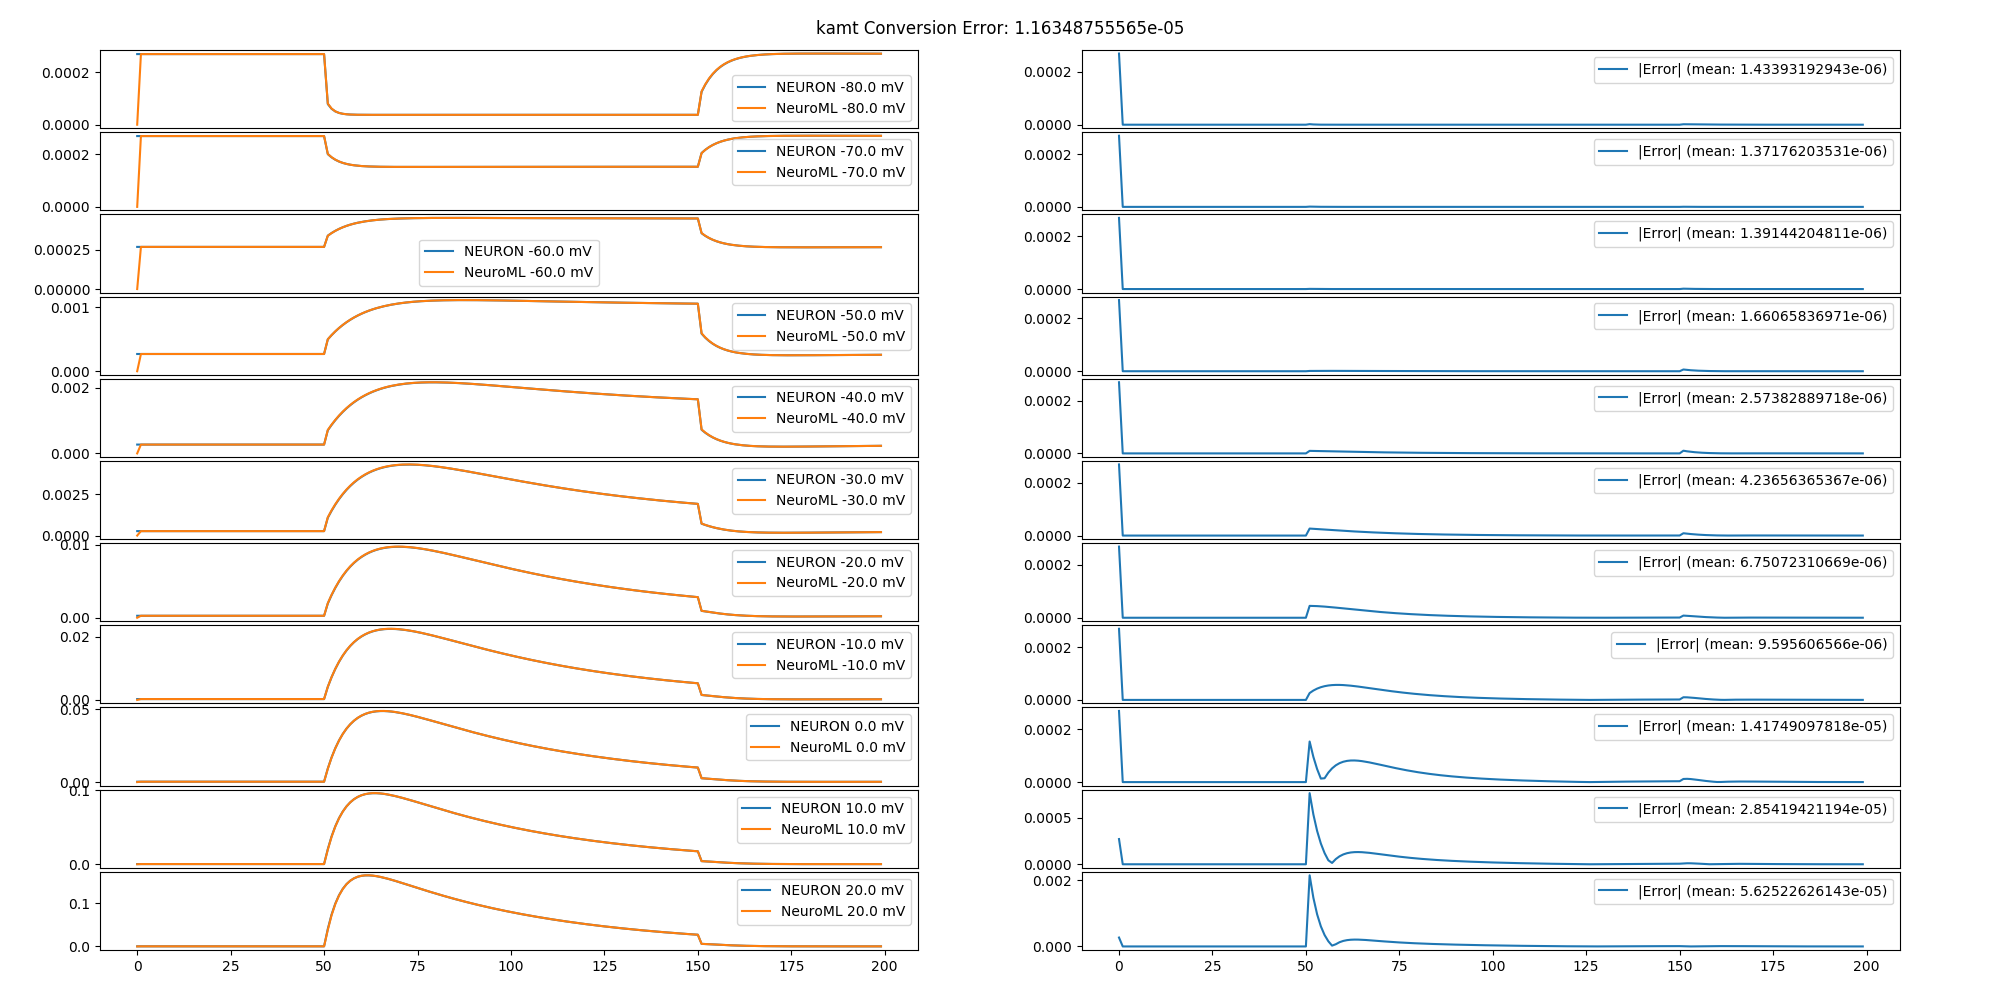 kamt Conversion Error: 1.16348755565e-05
0.0002
0.0000
NEURON -80.0 mV
NeuroML -80.0 mV
0.0002
0.0000
|Error| (mean: 1.43393192943e-06)
0.0002
0.0000
NEURON -70.0 mV
NeuroML -70.0 mV
0.0002
0.0000
|Error| (mean: 1.37176203531e-06)
0.00025
0.00000
NEURON -60.0 mV
NeuroML -60.0 mV
0.0002
0.0000
|Error| (mean: 1.39144204811e-06)
0.001
0.000
NEURON -50.0 mV
NeuroML -50.0 mV
0.0002
0.0000
|Error| (mean: 1.66065836971e-06)
0.002
0.000
NEURON -40.0 mV
NeuroML -40.0 mV
0.0002
0.0000
|Error| (mean: 2.57382889718e-06)
0.0025
0.0000
NEURON -30.0 mV
NeuroML -30.0 mV
0.0002
0.0000
|Error| (mean: 4.23656365367e-06)
0.01
0.00
NEURON -20.0 mV
NeuroML -20.0 mV
0.0002
0.0000
|Error| (mean: 6.75072310669e-06)
0.02
0.00
NEURON -10.0 mV
NeuroML -10.0 mV
0.0002
0.0000
|Error| (mean: 9.595606566e-06)
0.05
0.00
NEURON 0.0 mV
NeuroML 0.0 mV
0.0002
0.0000
|Error| (mean: 1.41749097818e-05)
0.1
0.0
NEURON 10.0 mV
NeuroML 10.0 mV
0.0005
0.0000
|Error| (mean: 2.85419421194e-05)
0.1
0.0
NEURON 20.0 mV
NeuroML 20.0 mV
0.002
0.000
|Error| (mean: 5.62522626143e-05)
0 25 50 75 100 125 150 175 200
0 25 50 75 100 125 150 175 200